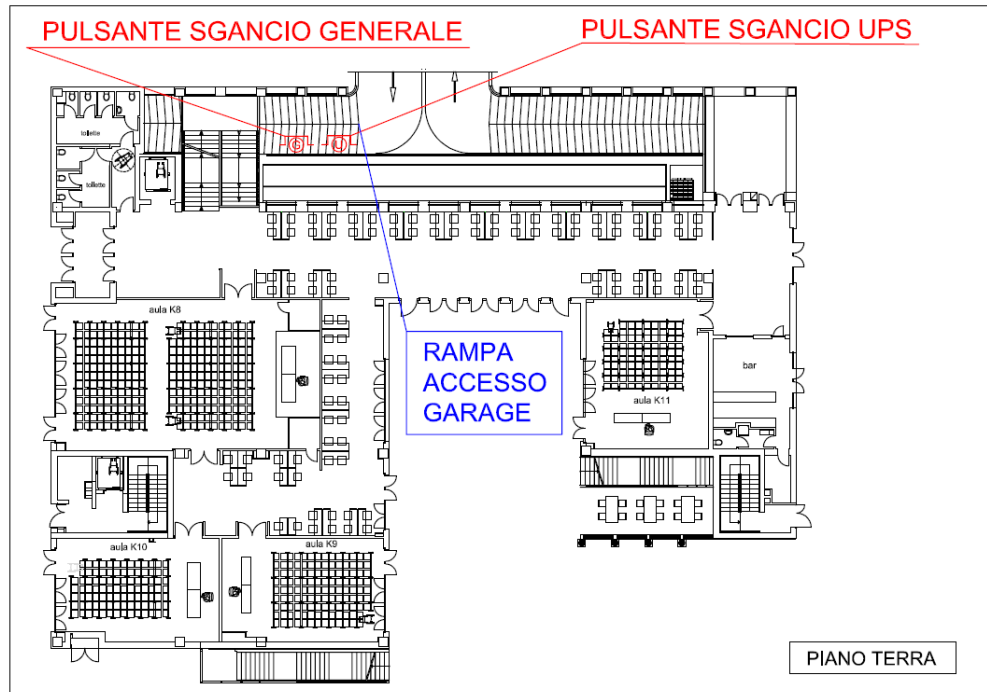 PULSANTE SGANCIO GENERALE
PULSANTE SGANCIO UPS
toilette
G
U
toilette
aula K8
RAMPA
ACCESSO
GARAGE
bar
aula K11
aula K10
aula K9
PIANO TERRA